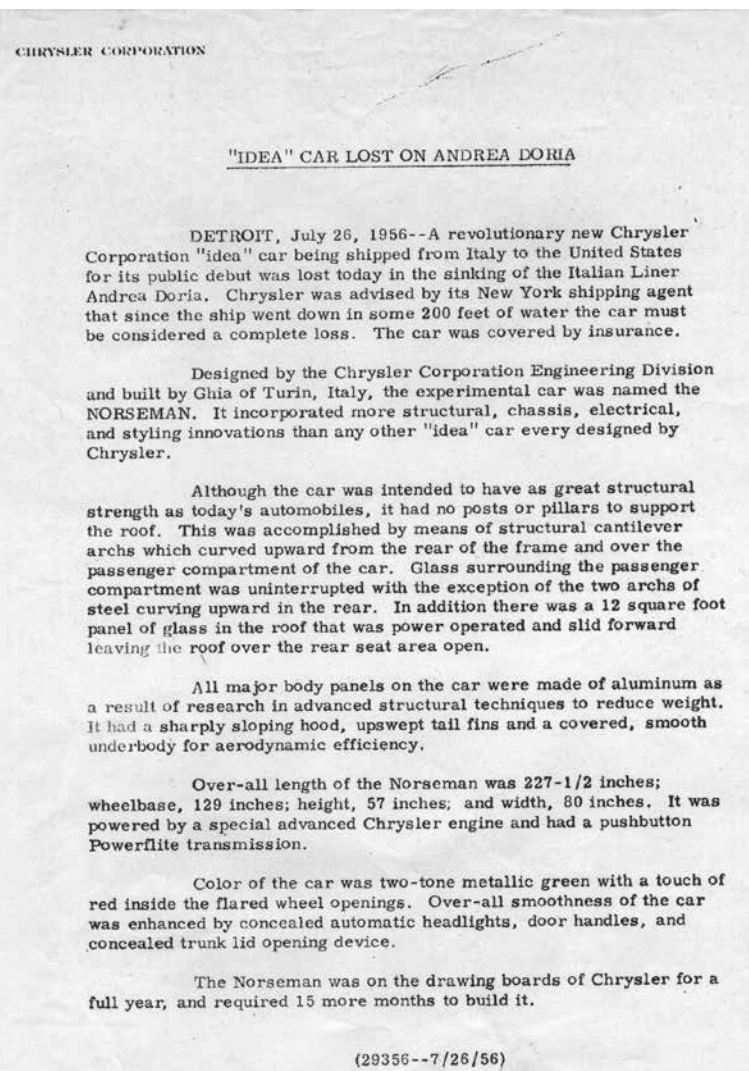 CHRYSLER CORPORATION
"IDEA" CAR LOST ON ANDREA DORIA
DETROIT, July 26, 1956--A revolutionary new Chrysler
Corporation "idea" car being shipped from Italy to the United States
for its public debut was lost today in the sinking of the Italian Liner
Andrea Doria. Chrysler was advised by its New York shipping agent
that since the ship went down in some 200 feet of water the car must
be considered a complete loss. The car was covered by insurance.
Designed by the Chrysler Corporation Engineering Division
and built by Ghia of Turin, Italy, the experimental car was named the
NORSEMAN. It incorporated more structural, chassis, electrical,
and styling innovations than any other "idea" car every designed by
Chrysler.
Although the car was intended to have as great structural
strength as today's automobiles, it had no posts or pillars to support
the roof. This was accomplished by means of structural cantilever
archs which curved upward from the rear of the frame and over the
passenger compartment of the car. Glass surrounding the passenger
compartment was uninterrupted with the exception of the two archs of
steel curving upward in the rear. In addition there was a 12 square foot
panel of glass in the roof that was power operated and slid forward
leaving the roof over the rear seat area open.
All major body panels on the car were made of aluminum as
a result of research in advanced structural techniques to reduce weight.
It had a sharply sloping hood, upswept tail fins and a covered, smooth
underbody for aerodynamic efficiency.
Over-all length of the Norseman was 227-1/2 inches;
wheelbase, 129 inches; height, 57 inches; and width, 80 inches. It was
powered by a special advanced Chrysler engine and had a pushbutton
Powerflite transmission.
Color of the car was two-tone metallic green with a touch of
red inside the flared wheel openings. Over-all smoothness of the car
was enhanced by concealed automatic headlights, door handles, and
concealed trunk lid opening device.
The Norseman was on the drawing boards of Chrysler for a
full year, and required 15 more months to build it.
(29356--7/26/56)